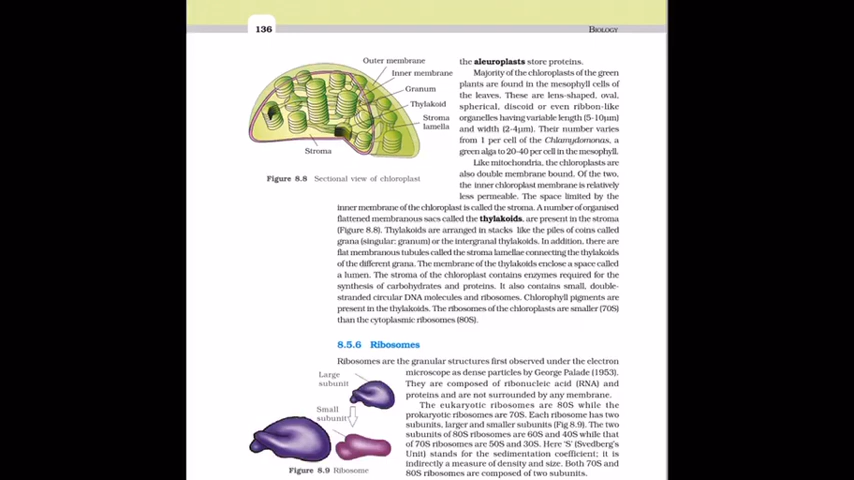 136
BIOLOGY
Outer membrane
Inner membrane
Granum
Thylakoid
Stroma
lamella
Stroma
Figure 8.8 Sectional view of chloroplast
the aleuroplasts store proteins.
Majority of the chloroplasts of the green
plants are found in the mesophyll cells of
the leaves. These are lens-shaped, oval,
spherical, discoid or even ribbon-like
organelles having variable length (5-10µm)
and width (2-4µm). Their number varies
from 1 per cell of the Chlamydomonas, a
green alga to 20-40 per cell in the mesophyll.
Like mitochondria, the chloroplasts are
also double membrane bound. Of the two,
the inner chloroplast membrane is relatively
less permeable. The space limited by the
inner membrane of the chloroplast is called the stroma. A number of organised
flattened membranous sacs called the thylakoids, are present in the stroma
(Figure 8.8). Thylakoids are arranged in stacks like the piles of coins called
grana (singular: granum) or the intergranal thylakoids. In addition, there are
flat membranous tubules called the stroma lamellae connecting the thylakoids
of the different grana. The membrane of the thylakoids enclose a space called
a lumen. The stroma of the chloroplast contains enzymes required for the
synthesis of carbohydrates and proteins. It also contains small, double-
stranded circular DNA molecules and ribosomes. Chlorophyll pigments are
present in the thylakoids. The ribosomes of the chloroplasts are smaller (70S)
than the cytoplasmic ribosomes (80S).
8.5.6 Ribosomes
Ribosomes are the granular structures first observed under the electron
microscope as dense particles by George Palade (1953).
They are composed of ribonucleic acid (RNA) and
proteins and are not surrounded by any membrane.
The eukaryotic ribosomes are 80S while the
prokaryotic ribosomes are 70S. Each ribosome has two
subunits, larger and smaller subunits (Fig 8.9). The two
subunits of 80S ribosomes are 60S and 40S while that
of 70S ribosomes are 50S and 30S. Here 'S' (Svedberg's
Unit) stands for the sedimentation coefficient; it is
indirectly a measure of density and size. Both 70S and
80S ribosomes are composed of two subunits.
Large
subunit
Small
subunit
Figure 8.9 Ribosome